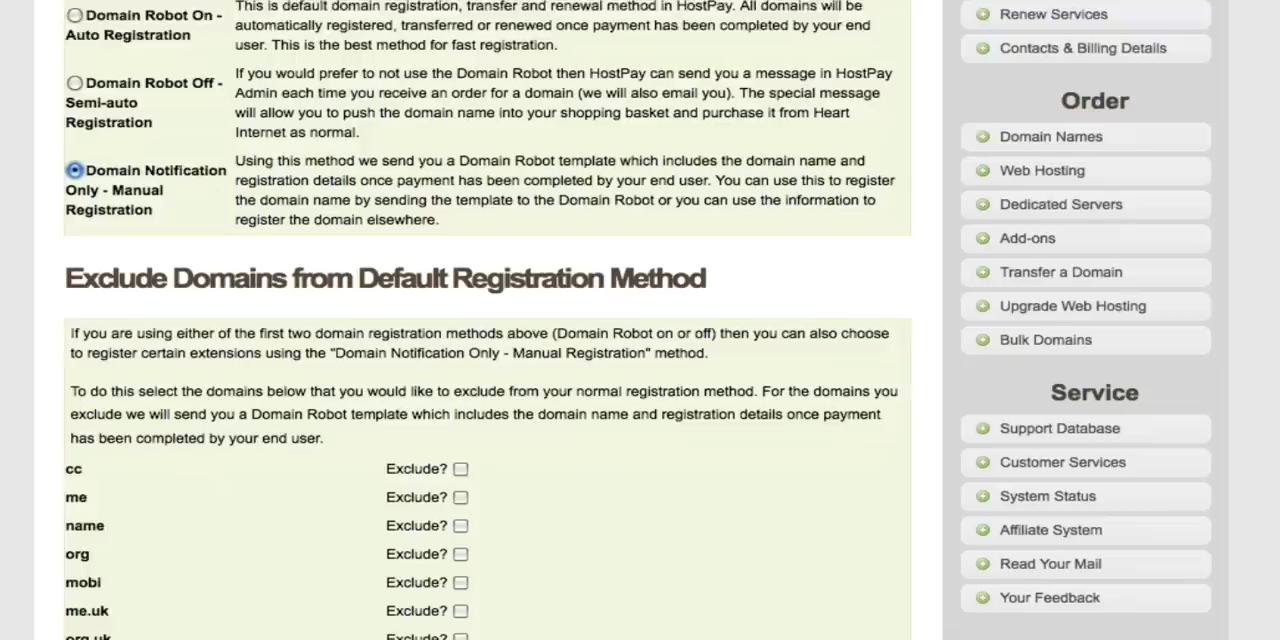 Domain Robot On -
Auto Registration
This is default domain registration, transfer and renewal method in HostPay. All domains will be
automatically registered, transferred or renewed once payment has been completed by your end
user. This is the best method for fast registration.
Domain Robot Off -
Semi-auto
Registration
If you would prefer to not use the Domain Robot then HostPay can send you a message in HostPay
Admin each time you receive an order for a domain (we will also email you). The special message
will allow you to push the domain name into your shopping basket and purchase it from Heart
Internet as normal.
Domain Notification
Only - Manual
Registration
Using this method we send you a Domain Robot template which includes the domain name and
registration details once payment has been completed by your end user. You can use this to register
the domain name by sending the template to the Domain Robot or you can use the information to
register the domain elsewhere.
Exclude Domains from Default Registration Method
If you are using either of the first two domain registration methods above (Domain Robot on or off) then you can also choose
to register certain extensions using the "Domain Notification Only - Manual Registration" method.
To do this select the domains below that you would like to exclude from your normal registration method. For the domains you
exclude we will send you a Domain Robot template which includes the domain name and registration details once payment
has been completed by your end user.
cc Exclude?
me Exclude?
name Exclude?
org Exclude?
mobi Exclude?
me.uk Exclude?
org.uk Exclude?
Renew Services
Contacts & Billing Details
Order
Domain Names
Web Hosting
Dedicated Servers
Add-ons
Transfer a Domain
Upgrade Web Hosting
Bulk Domains
Service
Support Database
Customer Services
System Status
Affiliate System
Read Your Mail
Your Feedback